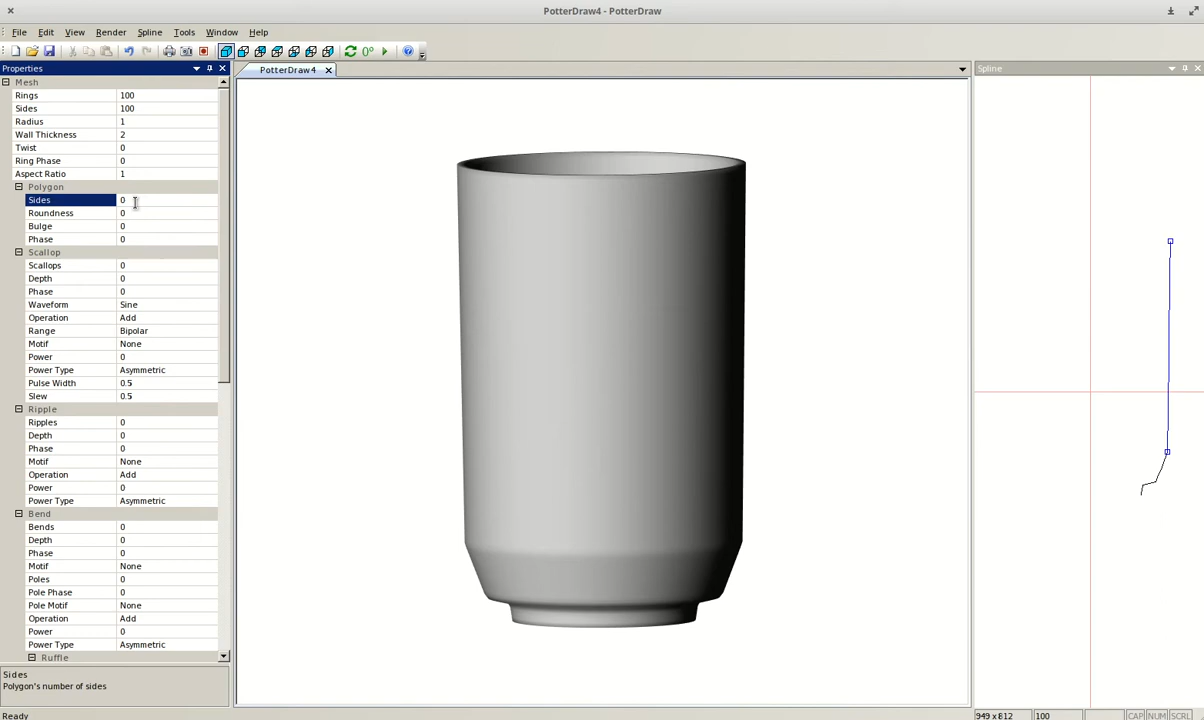 PotterDraw4 - PotterDraw
File Edit View Render Spline Tools Window Help
0°
Properties
PotterDraw4
Spline
Mesh
Rings 100
Sides 100
Radius 1
Wall Thickness 2
Twist 0
Ring Phase 0
Aspect Ratio 1
Polygon
Sides 0
Roundness 0
Bulge 0
Phase 0
Scallop
Scallops 0
Depth 0
Phase 0
Waveform Sine
Operation Add
Range Bipolar
Motif None
Power 0
Power Type Asymmetric
Pulse Width 0.5
Slew 0.5
Ripple
Ripples 0
Depth 0
Phase 0
Motif None
Operation Add
Power 0
Power Type Asymmetric
Bend
Bends 0
Depth 0
Phase 0
Motif None
Poles 0
Pole Phase 0
Pole Motif None
Operation Add
Power 0
Power Type Asymmetric
Ruffle
Sides
Polygon's number of sides
Ready
949 x 812 100 CAP NUM SCRL